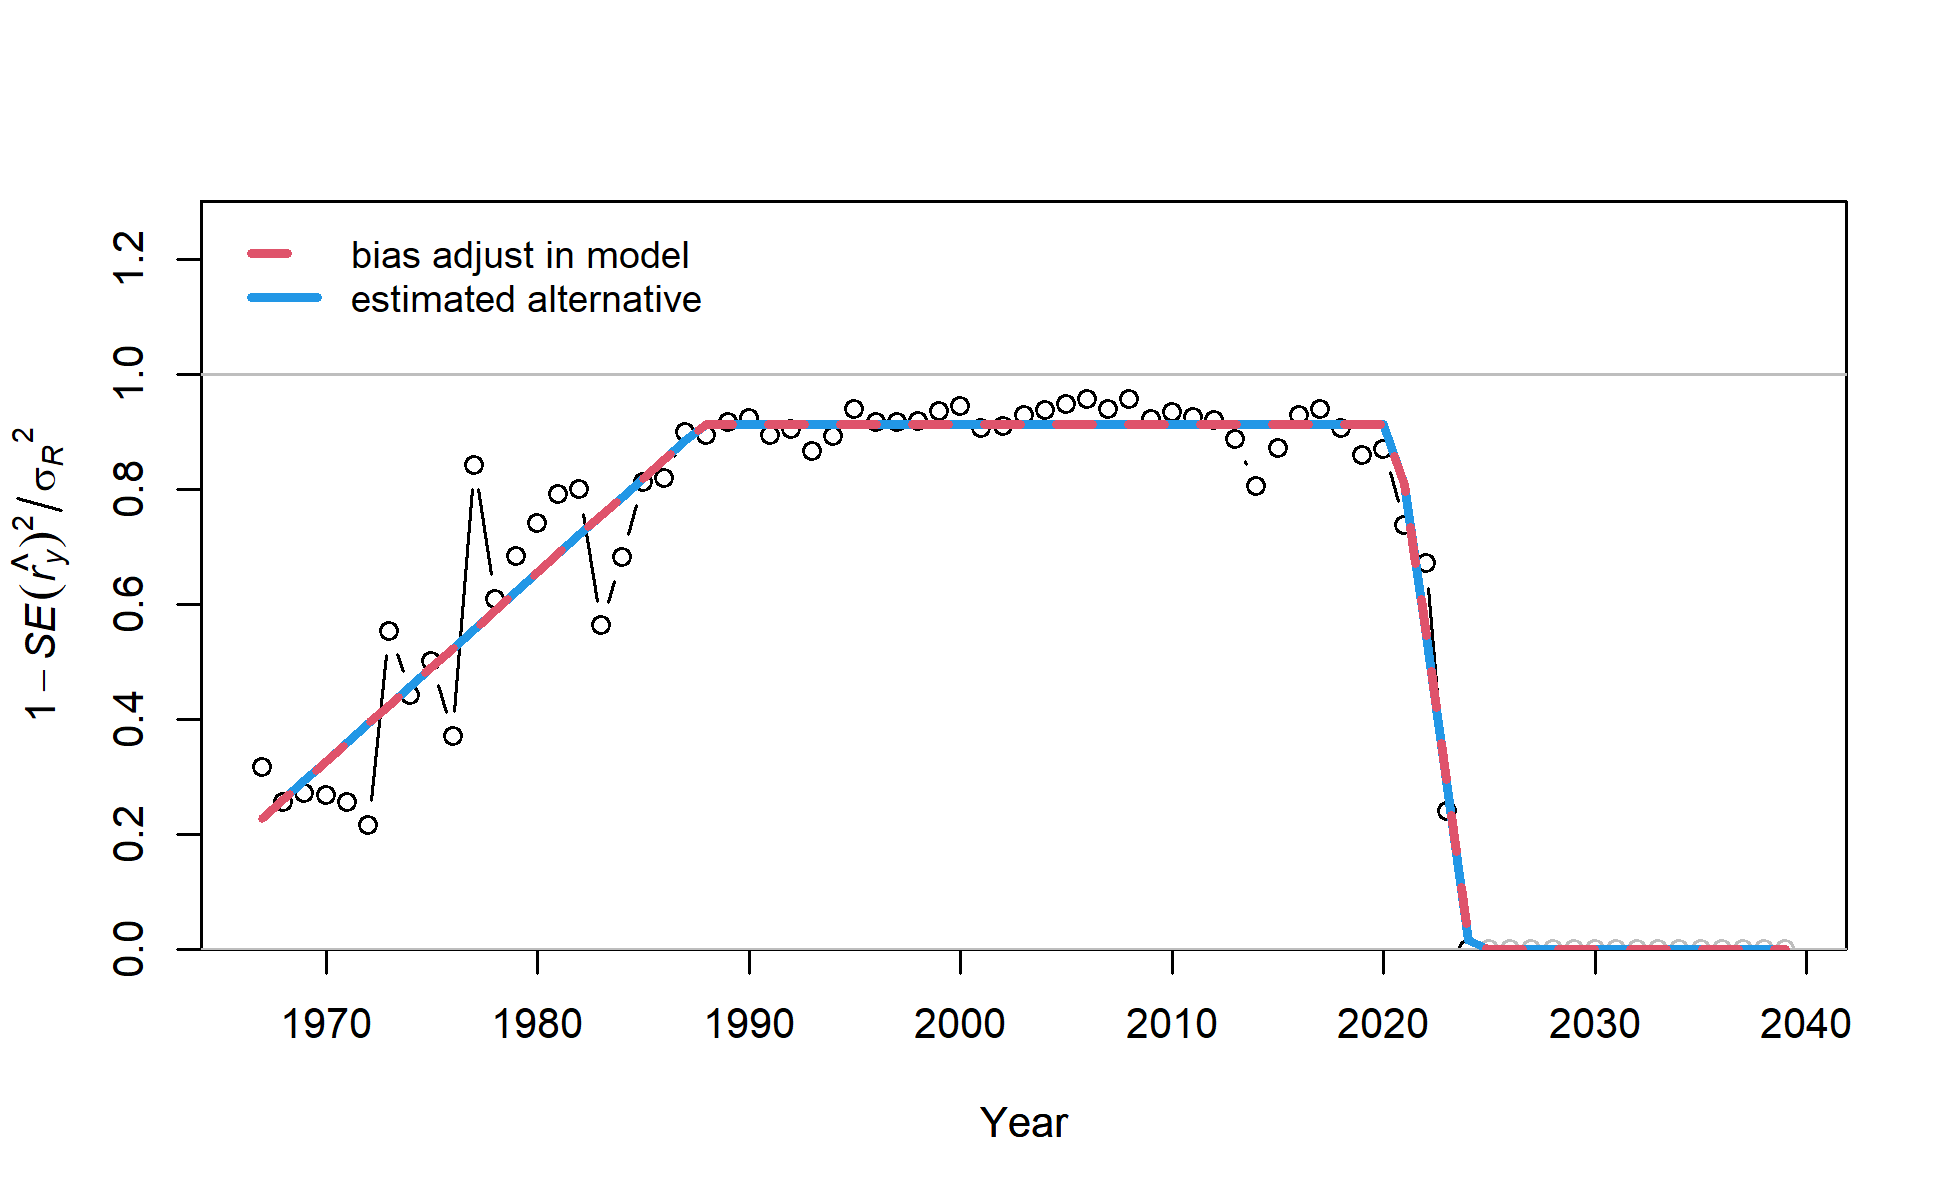 bias adjust in model
estimated alternative
1 − SE(r̂y)²/σR²
1.2
1.0
0.8
0.6
0.4
0.2
0.0
1970 1980 1990 2000 2010 2020 2030 2040
Year